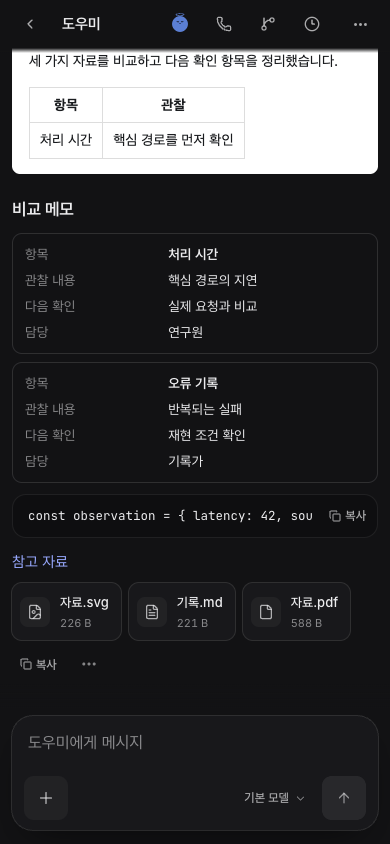 도우미
세 가지 자료를 비교하고 다음 확인 항목을 정리했습니다.
항목 관찰
처리 시간 핵심 경로를 먼저 확인
비교 메모
항목 처리 시간
관찰 내용 핵심 경로의 지연
다음 확인 실제 요청과 비교
담당 연구원
항목 오류 기록
관찰 내용 반복되는 실패
다음 확인 재현 조건 확인
담당 기록가
const observation = { latency: 42, sou 복사
참고 자료
자료.svg 기록.md 자료.pdf
226 B 221 B 588 B
복사
도우미에게 메시지
기본 모델